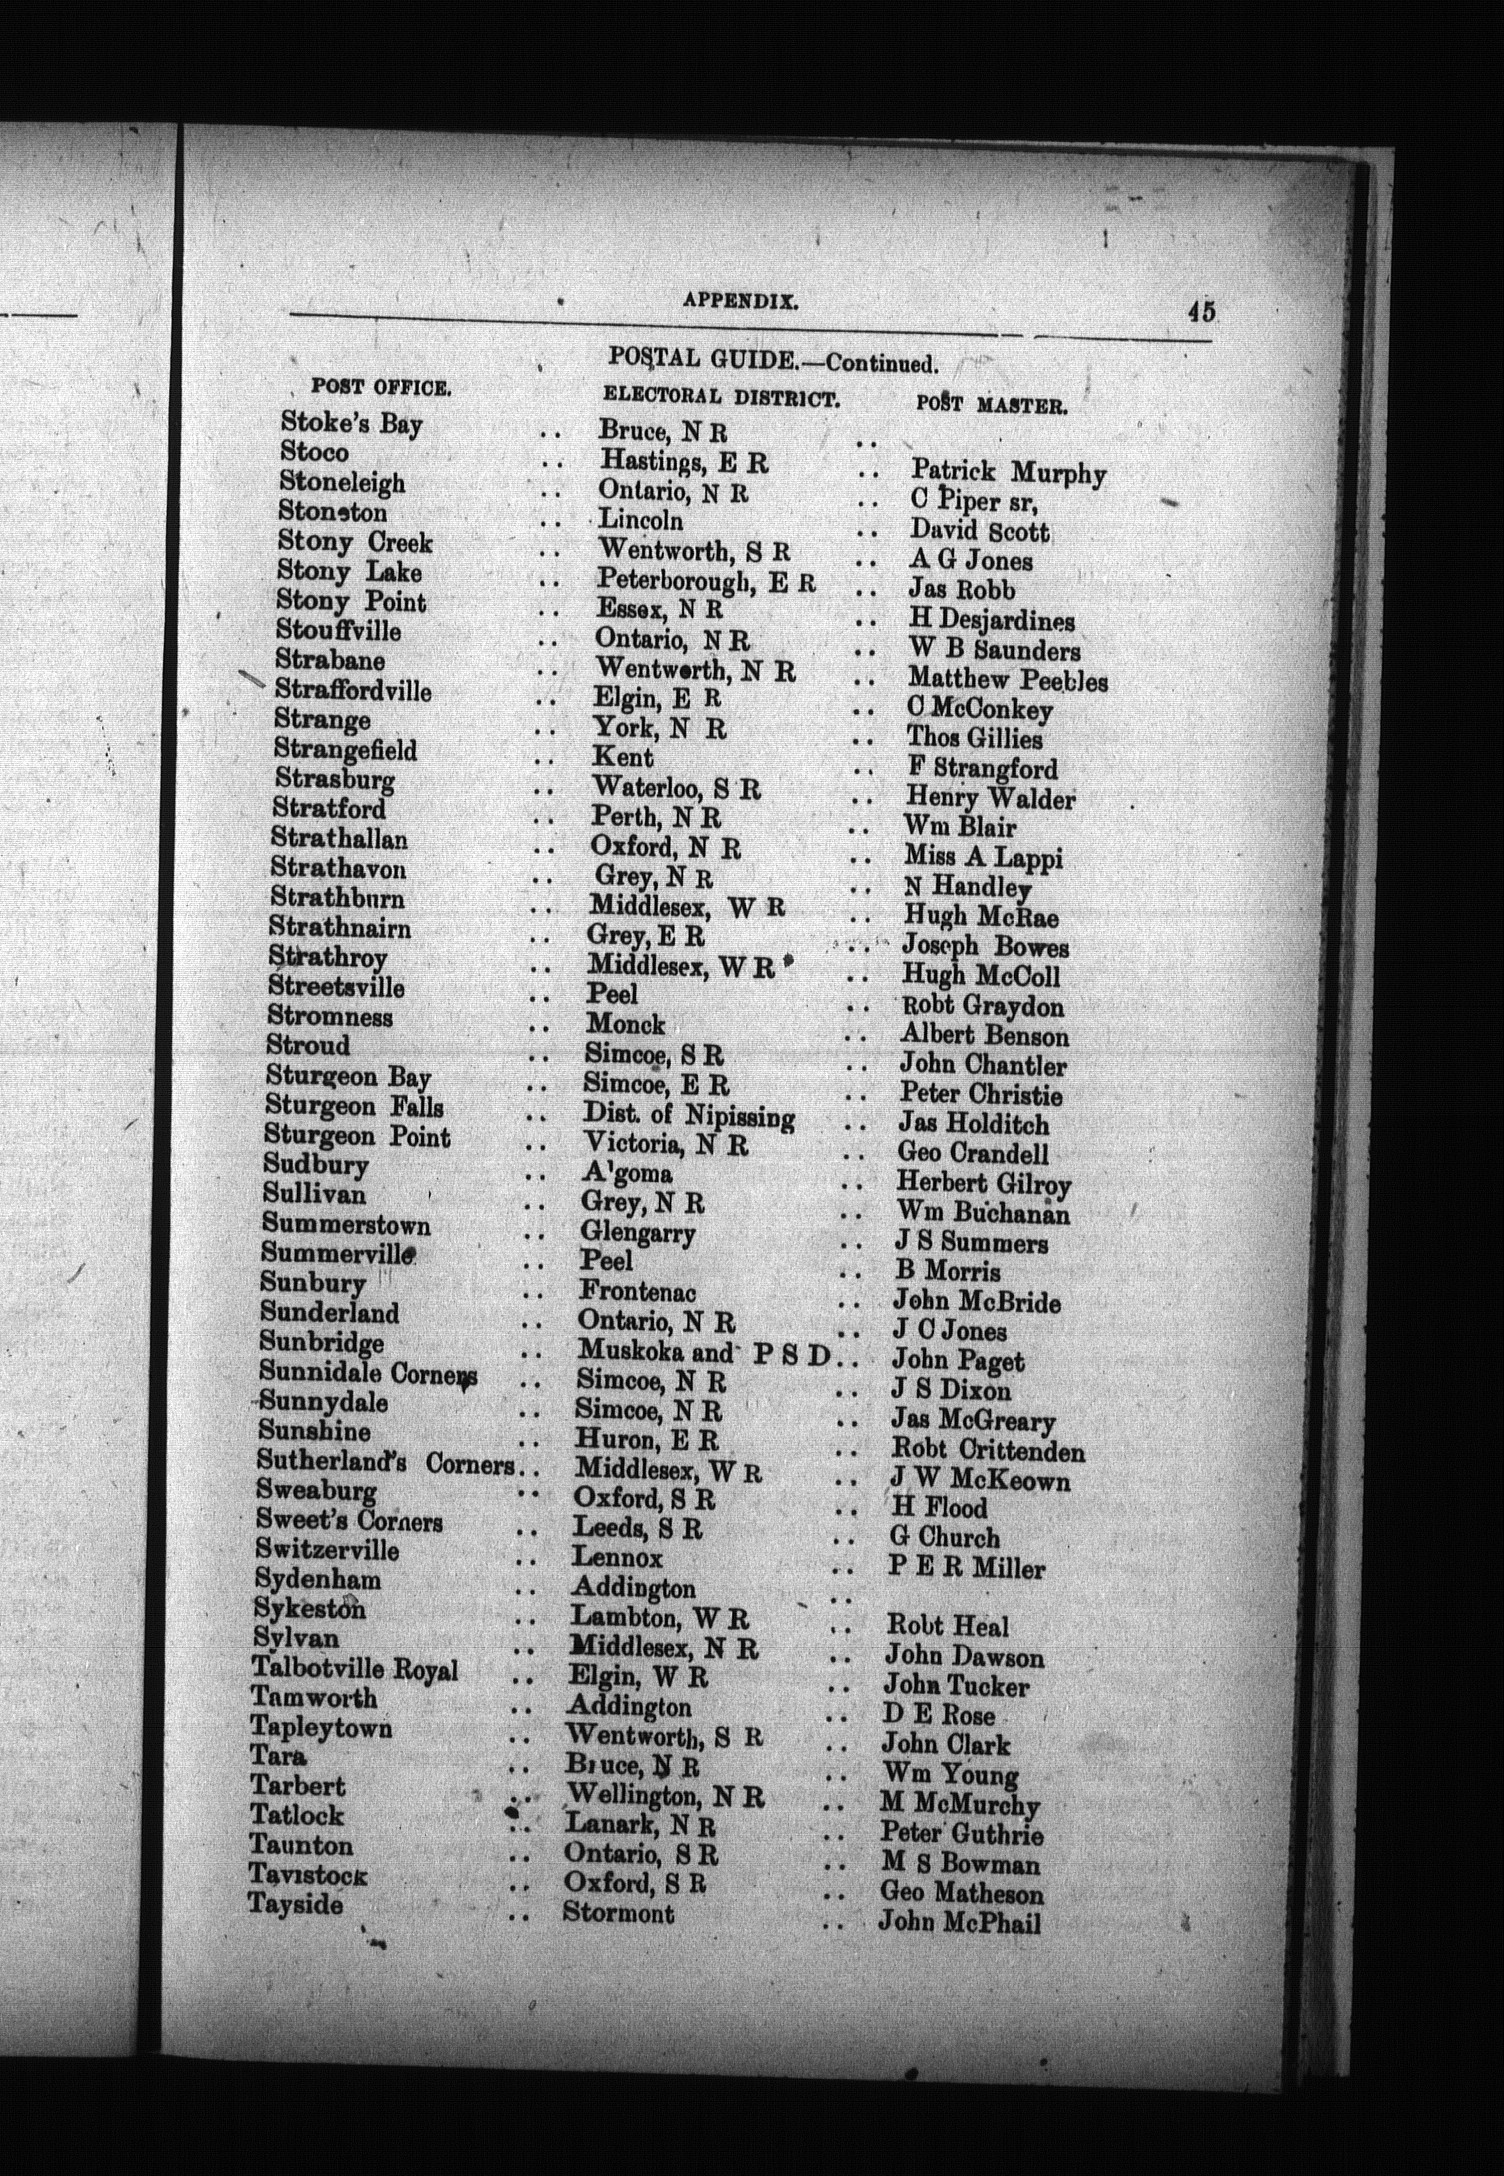 APPENDIX. 45
POSTAL GUIDE.—Continued.
POST OFFICE. ELECTORAL DISTRICT. POST MASTER.
Stoke's Bay .. Bruce, N R ..
Stoco .. Hastings, E R .. Patrick Murphy
Stoneleigh .. Ontario, N R .. C Piper sr,
Stoneton .. Lincoln .. David Scott
Stony Creek .. Wentworth, S R .. A G Jones
Stony Lake .. Peterborough, E R .. Jas Robb
Stony Point .. Essex, N R .. H Desjardines
Stouffville .. Ontario, N R .. W B Saunders
Strabane .. Wentworth, N R .. Matthew Peebles
Straffordville .. Elgin, E R .. C McConkey
Strange .. York, N R .. Thos Gillies
Strangefield .. Kent .. F Strangford
Strasburg .. Waterloo, S R .. Henry Walder
Stratford .. Perth, N R .. Wm Blair
Strathallan .. Oxford, N R .. Miss A Lappi
Strathavon .. Grey, N R .. N Handley
Strathburn .. Middlesex, W R .. Hugh McRae
Strathnairn .. Grey, E R .. Joseph Bowes
Strathroy .. Middlesex, W R .. Hugh McColl
Streetsville .. Peel .. Robt Graydon
Stromness .. Monck .. Albert Benson
Stroud .. Simcoe, S R .. John Chantler
Sturgeon Bay .. Simcoe, E R .. Peter Christie
Sturgeon Falls .. Dist. of Nipissing .. Jas Holditch
Sturgeon Point .. Victoria, N R .. Geo Crandell
Sudbury .. A'goma .. Herbert Gilroy
Sullivan .. Grey, N R .. Wm Buchanan
Summerstown .. Glengarry .. J S Summers
Summerville .. Peel .. B Morris
Sunbury .. Frontenac .. John McBride
Sunderland .. Ontario, N R .. J C Jones
Sunbridge .. Muskoka and P S D .. John Paget
Sunnidale Corners .. Simcoe, N R .. J S Dixon
Sunnydale .. Simcoe, N R .. Jas McGreary
Sunshine .. Huron, E R .. Robt Crittenden
Sutherland's Corners .. Middlesex, W R .. J W McKeown
Sweaburg .. Oxford, S R .. H Flood
Sweet's Corners .. Leeds, S R .. G Church
Switzerville .. Lennox .. P E R Miller
Sydenham .. Addington ..
Sykeston .. Lambton, W R .. Robt Heal
Sylvan .. Middlesex, N R .. John Dawson
Talbotville Royal .. Elgin, W R .. John Tucker
Tamworth .. Addington .. D E Rose
Tapleytown .. Wentworth, S R .. John Clark
Tara .. Bruce, N R .. Wm Young
Tarbert .. Wellington, N R .. M McMurchy
Tatlock .. Lanark, N R .. Peter Guthrie
Taunton .. Ontario, S R .. M S Bowman
Tavistock .. Oxford, S R .. Geo Matheson
Tayside .. Stormont .. John McPhail